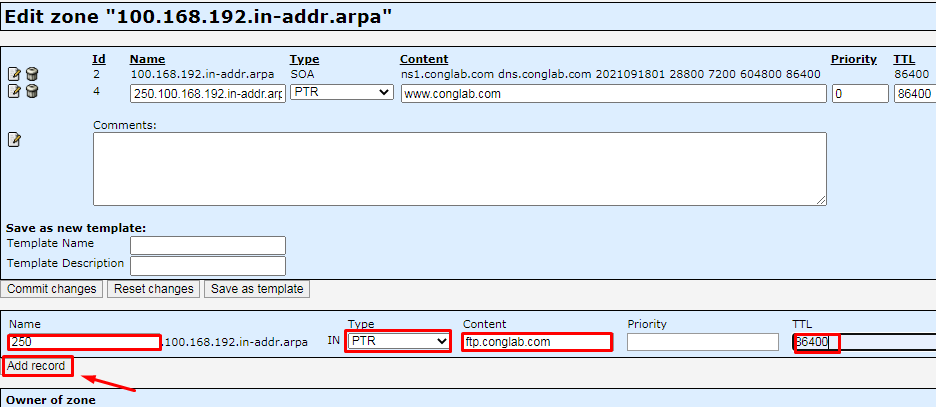 Edit zone "100.168.192.in-addr.arpa"
Id Name Type Content Priority TTL
2 100.168.192.in-addr.arpa SOA ns1.conglab.com dns.conglab.com 2021091801 28800 7200 604800 86400 86400
4 250.100.168.192.in-addr.arp PTR www.conglab.com 0 86400
Comments:
Save as new template:
Template Name
Template Description
Commit changes Reset changes Save as template
Name Type Content Priority TTL
250 .100.168.192.in-addr.arpa IN PTR ftp.conglab.com 86400
Add record
Owner of zone